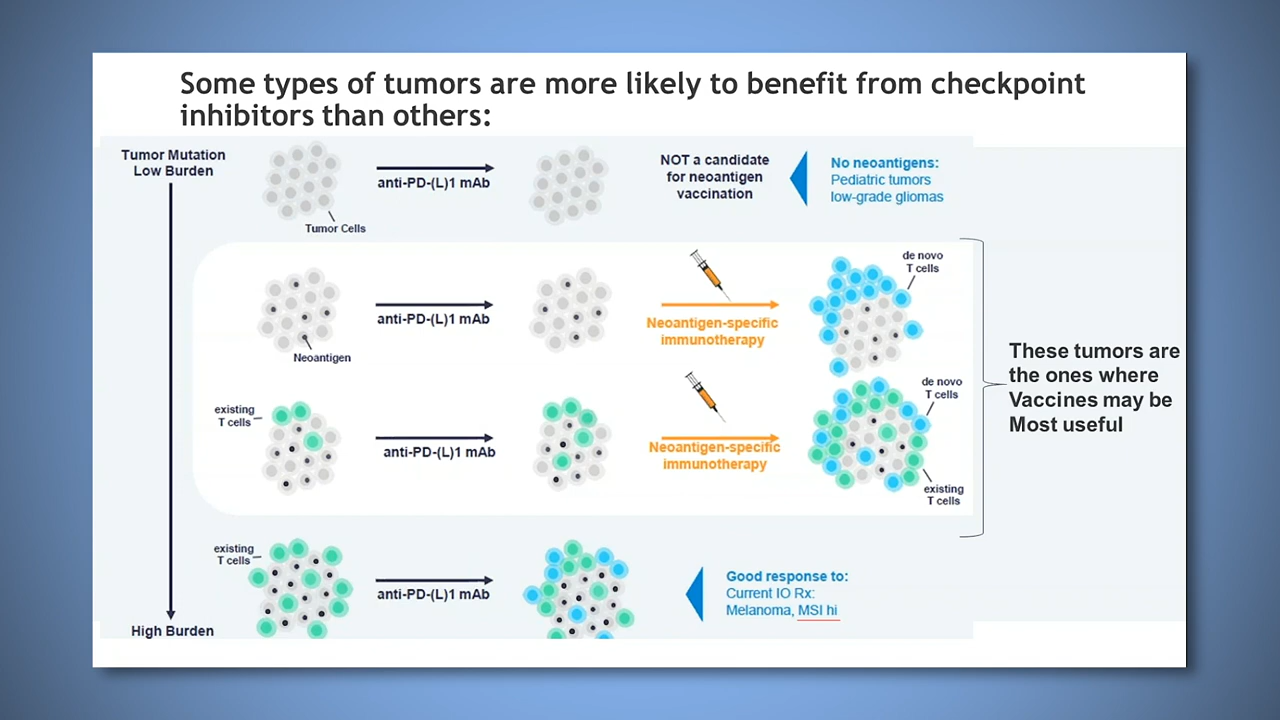 Some types of tumors are more likely to benefit from checkpoint
inhibitors than others:
Tumor Mutation
Low Burden
anti-PD-(L)1 mAb
Tumor Cells
NOT a candidate
for neoantigen
vaccination
No neoantigens:
Pediatric tumors
low-grade gliomas
anti-PD-(L)1 mAb
Neoantigen
Neoantigen-specific
immunotherapy
de novo
T cells
existing
T cells
anti-PD-(L)1 mAb
Neoantigen-specific
immunotherapy
de novo
T cells
existing
T cells
These tumors are
the ones where
Vaccines may be
Most useful
existing
T cells
anti-PD-(L)1 mAb
Good response to:
Current IO Rx:
Melanoma, MSI hi
High Burden